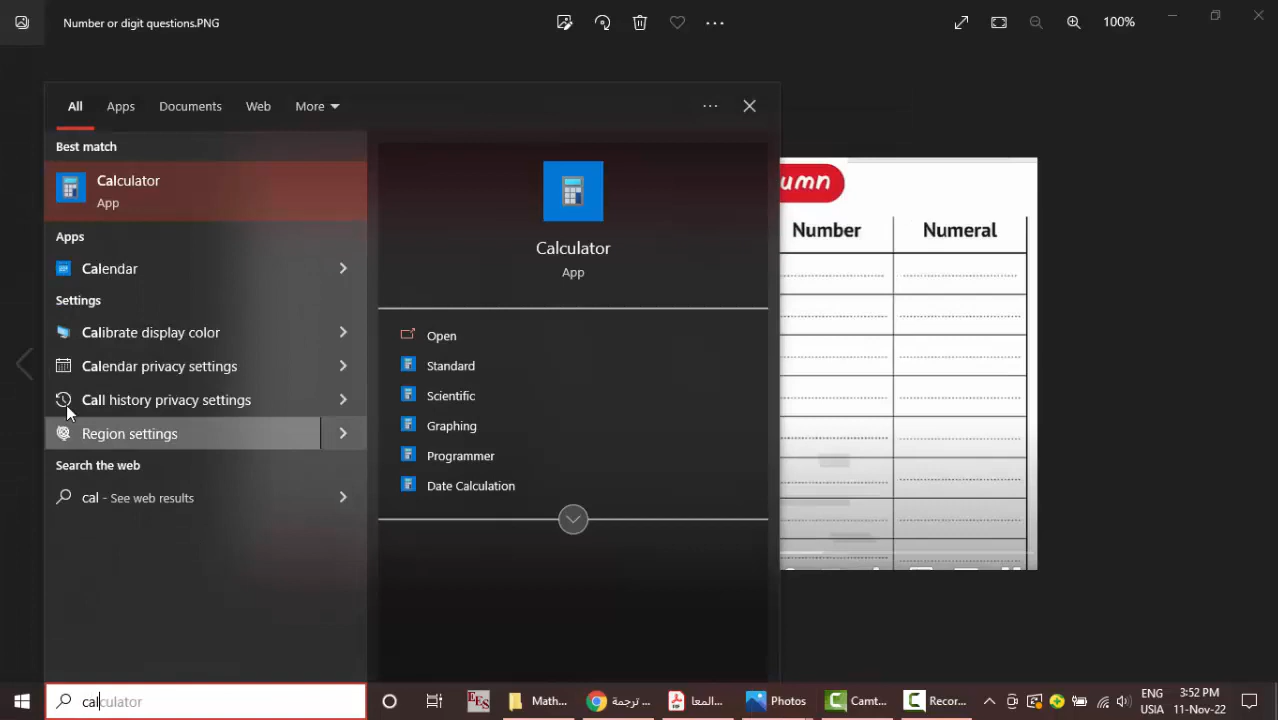 Number or digit questions.PNG
100%
All
Apps
Documents
Web
More
Best match
Calculator
App
Apps
Calendar
Settings
Calibrate display color
Calendar privacy settings
Call history privacy settings
Region settings
Search the web
cal - See web results
Calculator
App
Open
Standard
Scientific
Graphing
Programmer
Date Calculation
umn
Number Numeral
calculator
Math...
ترجمة ...
المعا...
Photos
Camt...
Recor...
ENG
USIA
3:52 PM
11-Nov-22